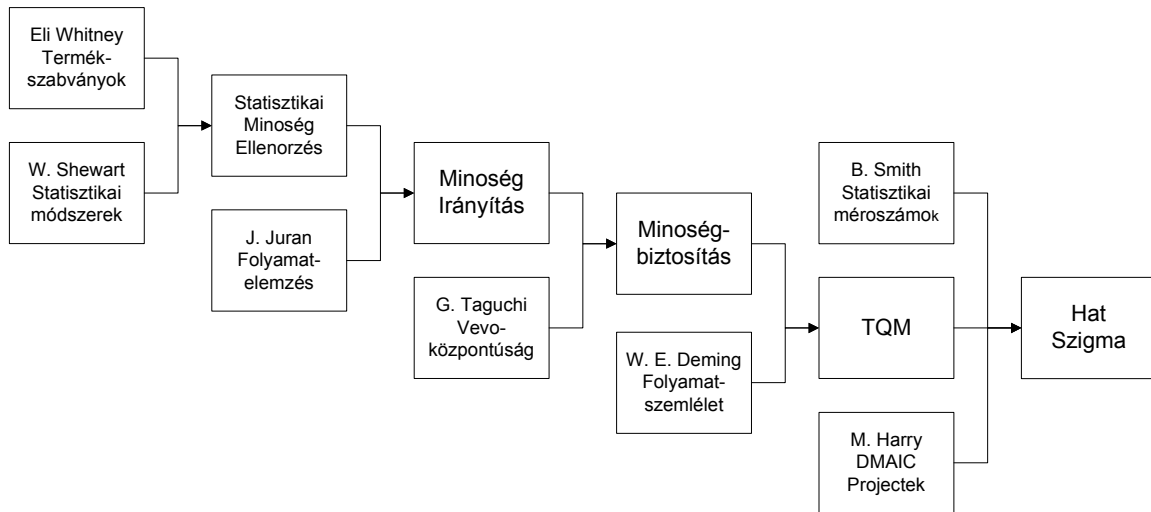 Eli Whitney
Termék-
szabványok
W. Shewart
Statisztikai
módszerek
Statisztikai
Minoség
Ellenorzés
J. Juran
Folyamat-
elemzés
Minoség
Irányítás
G. Taguchi
Vevo-
központúság
Minoség-
biztosítás
W. E. Deming
Folyamat-
szemlélet
B. Smith
Statisztikai
méroszámok
TQM
M. Harry
DMAIC
Projectek
Hat
Szigma